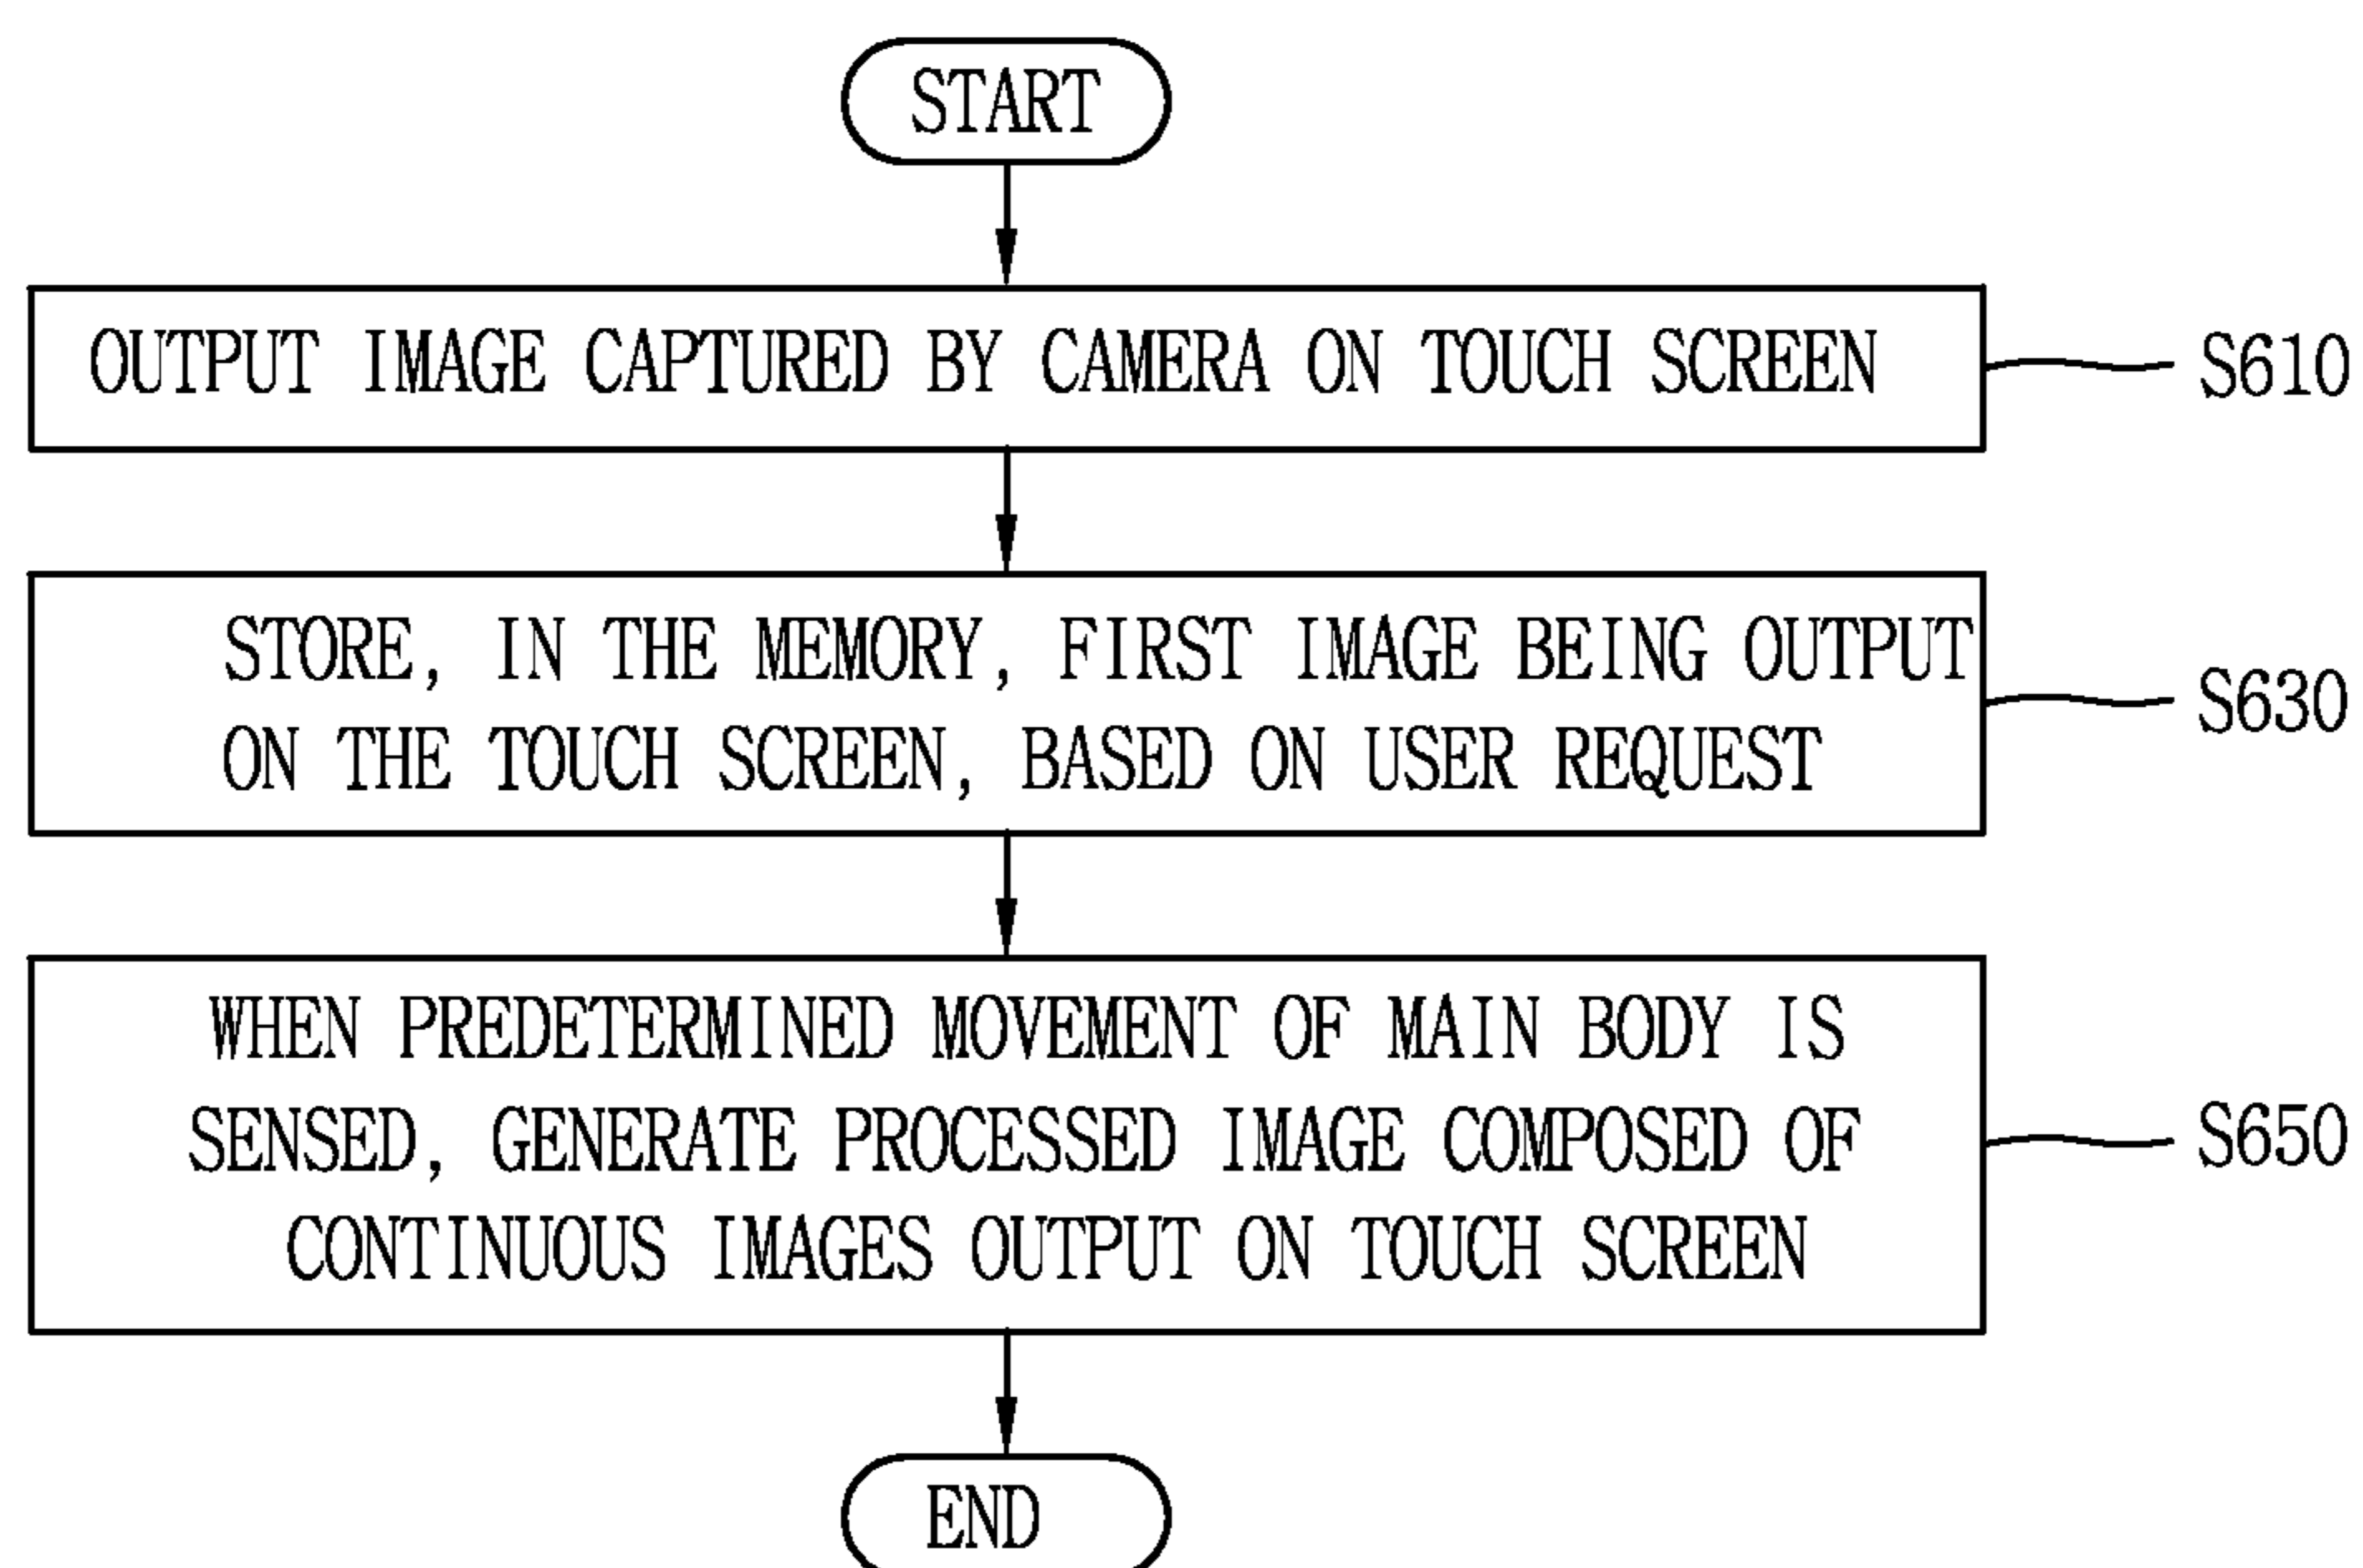 START
OUTPUT IMAGE CAPTURED BY CAMERA ON TOUCH SCREEN
S610
STORE, IN THE MEMORY, FIRST IMAGE BEING OUTPUT
ON THE TOUCH SCREEN, BASED ON USER REQUEST
S630
WHEN PREDETERMINED MOVEMENT OF MAIN BODY IS
SENSED, GENERATE PROCESSED IMAGE COMPOSED OF
CONTINUOUS IMAGES OUTPUT ON TOUCH SCREEN
S650
END